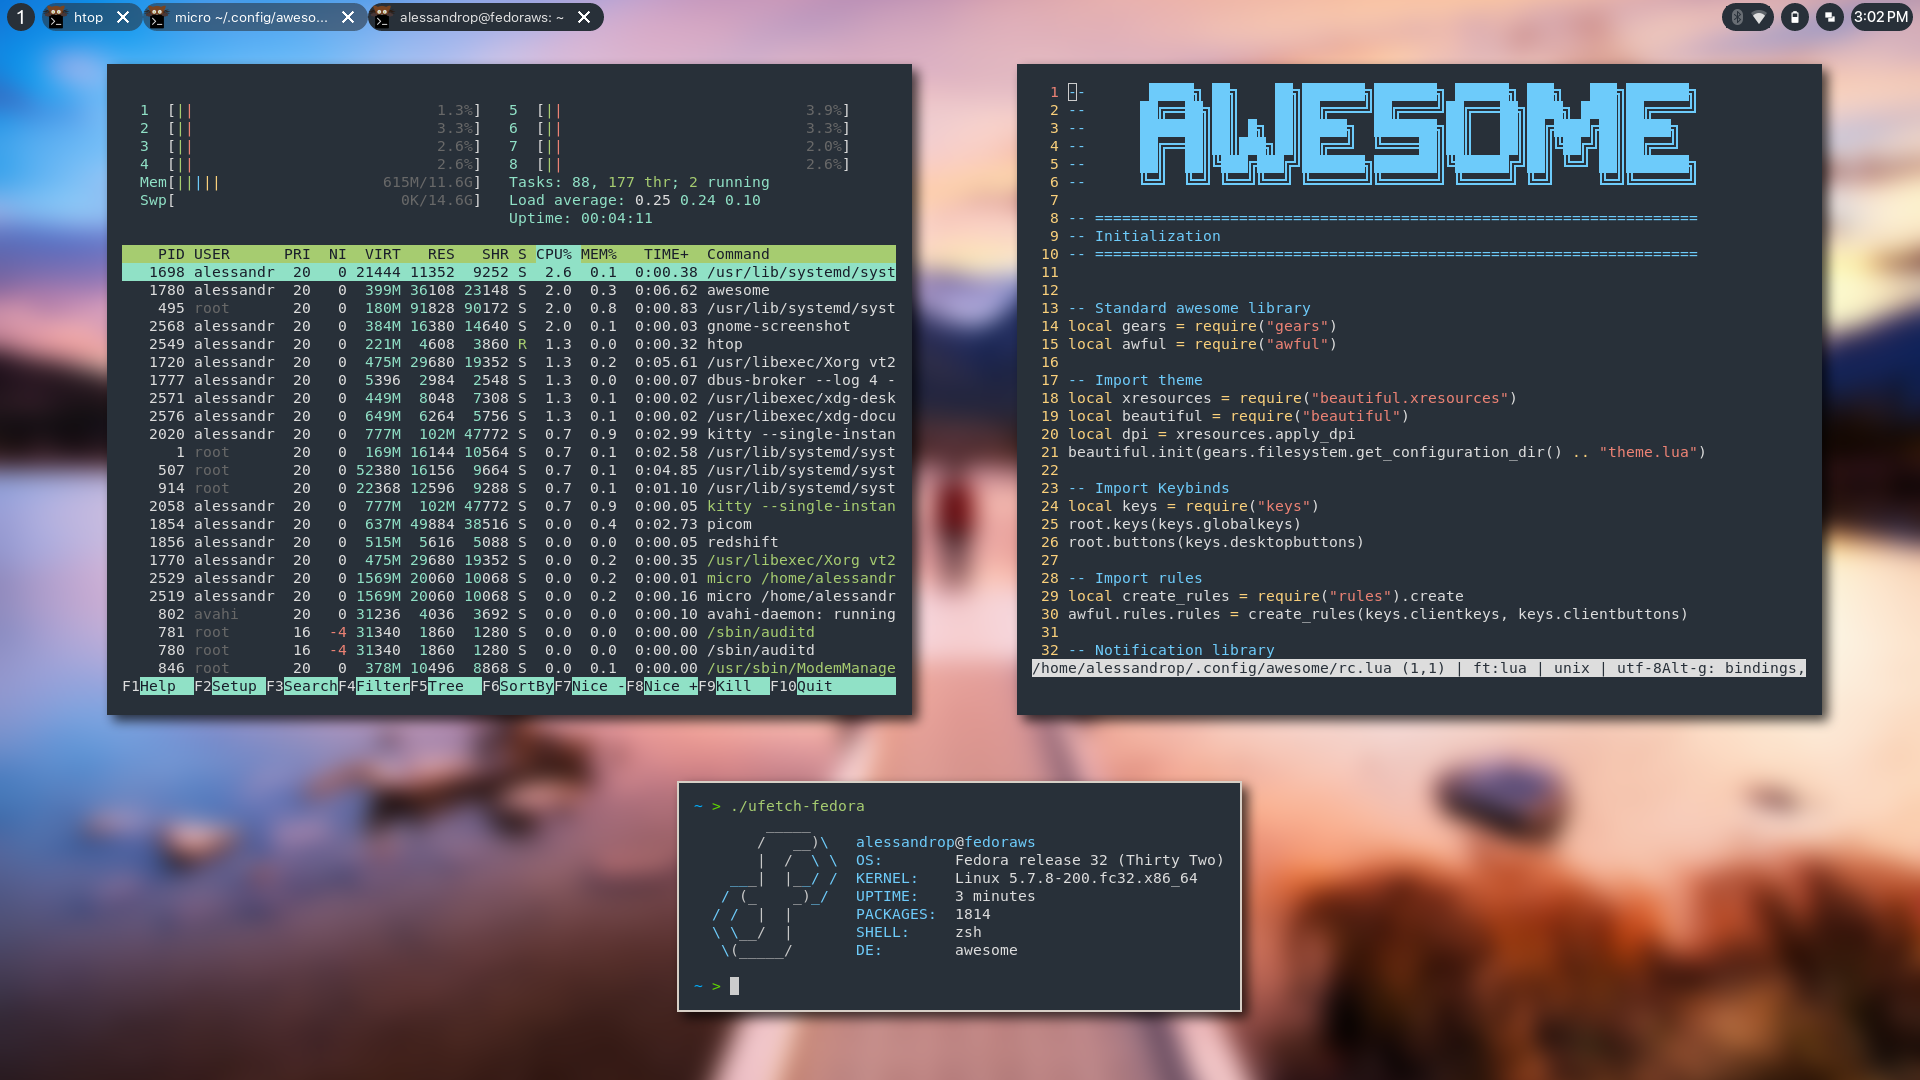 1 htop micro ~/.config/aweso... alessandrop@fedoraws: ~ 3:02 PM
1 [|| 1.3%] 5 [|| 3.9%]
2 [|| 3.3%] 6 [|| 3.3%]
3 [|| 2.6%] 7 [|| 2.0%]
4 [|| 2.6%] 8 [|| 2.6%]
Mem[||||| 615M/11.6G] Tasks: 88, 177 thr; 2 running
Swp[ 0K/14.6G] Load average: 0.25 0.24 0.10
Uptime: 00:04:11
PID USER PRI NI VIRT RES SHR S CPU% MEM% TIME+ Command
1698 alessandr 20 0 21444 11352 9252 S 2.6 0.1 0:00.38 /usr/lib/systemd/syst
1780 alessandr 20 0 399M 36108 23148 S 2.0 0.3 0:06.62 awesome
495 root 20 0 180M 91828 90172 S 2.0 0.8 0:00.83 /usr/lib/systemd/syst
2568 alessandr 20 0 384M 16380 14640 S 2.0 0.1 0:00.03 gnome-screenshot
2549 alessandr 20 0 221M 4608 3860 R 1.3 0.0 0:00.32 htop
1720 alessandr 20 0 475M 29680 19352 S 1.3 0.2 0:05.61 /usr/libexec/Xorg vt2
1777 alessandr 20 0 5396 2984 2548 S 1.3 0.0 0:00.07 dbus-broker --log 4 -
2571 alessandr 20 0 449M 8048 7308 S 1.3 0.1 0:00.02 /usr/libexec/xdg-desk
2576 alessandr 20 0 649M 6264 5756 S 1.3 0.1 0:00.02 /usr/libexec/xdg-docu
2020 alessandr 20 0 777M 102M 47772 S 0.7 0.9 0:02.99 kitty --single-instan
1 root 20 0 169M 16144 10564 S 0.7 0.1 0:02.58 /usr/lib/systemd/syst
507 root 20 0 52380 16156 9664 S 0.7 0.1 0:04.85 /usr/lib/systemd/syst
914 root 20 0 22368 12596 9288 S 0.7 0.1 0:01.10 /usr/lib/systemd/syst
2058 alessandr 20 0 777M 102M 47772 S 0.7 0.9 0:00.05 kitty --single-instan
1854 alessandr 20 0 637M 49884 38516 S 0.0 0.4 0:02.73 picom
1856 alessandr 20 0 515M 5616 5088 S 0.0 0.0 0:00.05 redshift
1770 alessandr 20 0 475M 29680 19352 S 0.0 0.2 0:00.35 /usr/libexec/Xorg vt2
2529 alessandr 20 0 1569M 20060 10068 S 0.0 0.2 0:00.01 micro /home/alessandr
2519 alessandr 20 0 1569M 20060 10068 S 0.0 0.2 0:00.16 micro /home/alessandr
802 avahi 20 0 31236 4036 3692 S 0.0 0.0 0:00.10 avahi-daemon: running
781 root 16 -4 31340 1860 1280 S 0.0 0.0 0:00.00 /sbin/auditd
780 root 16 -4 31340 1860 1280 S 0.0 0.0 0:00.00 /sbin/auditd
846 root 20 0 378M 10496 8868 S 0.0 0.1 0:00.00 /usr/sbin/ModemManage
F1Help F2Setup F3SearchF4FilterF5Tree F6SortByF7Nice -F8Nice +F9Kill F10Quit
AWESOME
1 --
2 --
3 --
4 --
5 --
6 --
7
8 -- ===================================================================
9 -- Initialization
10 -- ===================================================================
11
12
13 -- Standard awesome library
14 local gears = require("gears")
15 local awful = require("awful")
16
17 -- Import theme
18 local xresources = require("beautiful.xresources")
19 local beautiful = require("beautiful")
20 local dpi = xresources.apply_dpi
21 beautiful.init(gears.filesystem.get_configuration_dir() .. "theme.lua")
22
23 -- Import Keybinds
24 local keys = require("keys")
25 root.keys(keys.globalkeys)
26 root.buttons(keys.desktopbuttons)
27
28 -- Import rules
29 local create_rules = require("rules").create
30 awful.rules.rules = create_rules(keys.clientkeys, keys.clientbuttons)
31
32 -- Notification library
/home/alessandrop/.config/awesome/rc.lua (1,1) | ft:lua | unix | utf-8Alt-g: bindings,
~ > ./ufetch-fedora
alessandrop@fedoraws
OS: Fedora release 32 (Thirty Two)
KERNEL: Linux 5.7.8-200.fc32.x86_64
UPTIME: 3 minutes
PACKAGES: 1814
SHELL: zsh
DE: awesome
~ >